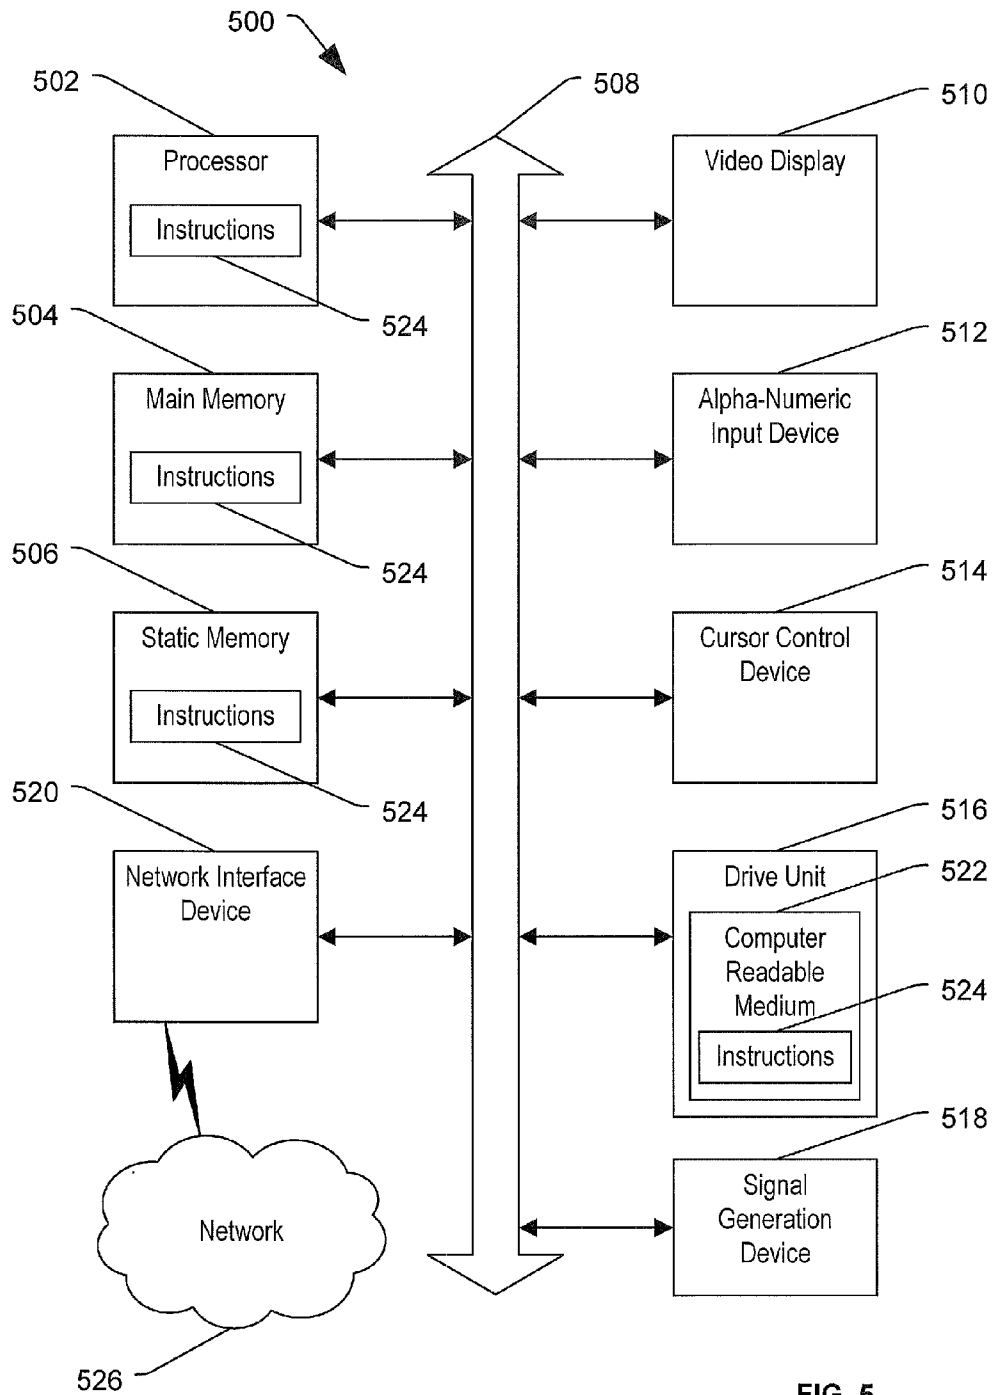 500
502
508
510
Processor
Instructions
524
Video Display
504
512
Main Memory
Instructions
524
Alpha-Numeric
Input Device
506
514
Static Memory
Instructions
524
Cursor Control
Device
520
516
Network Interface
Device
Drive Unit
522
Computer
Readable
Medium
524
Instructions
518
Signal
Generation
Device
Network
526
FIG. 5